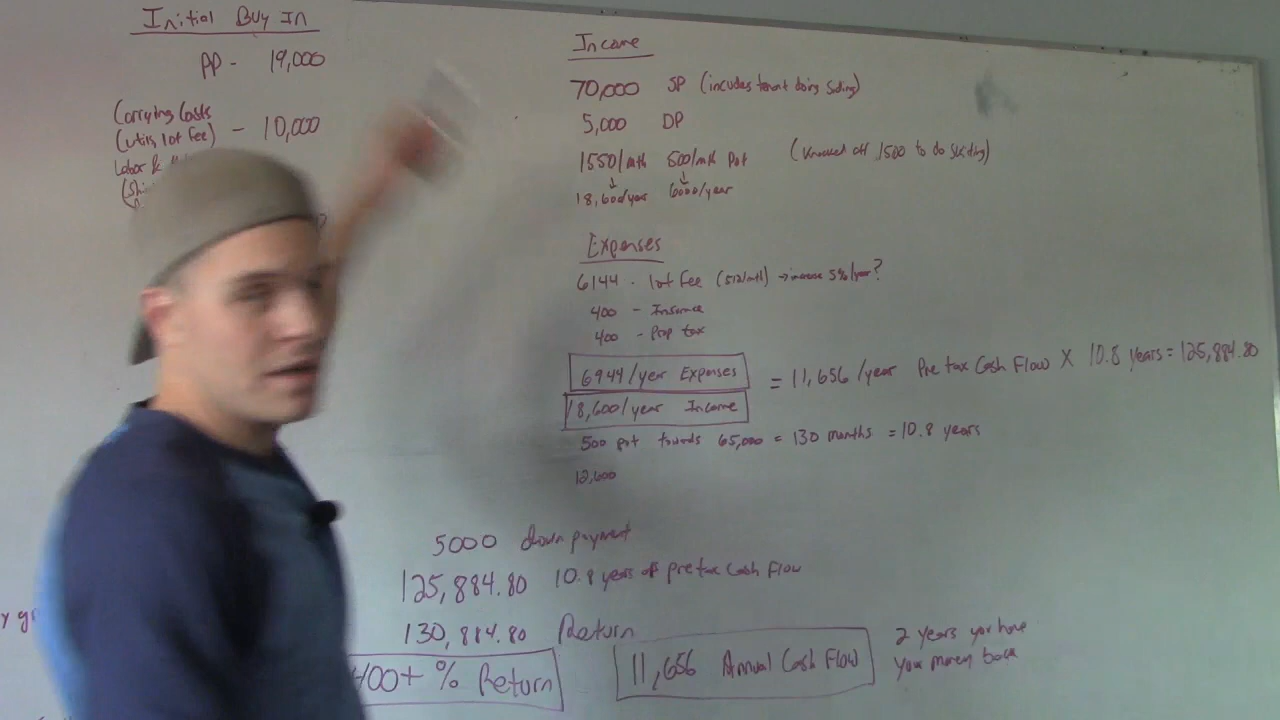 Initial Buy In
PP - 19,000
Carrying Costs
(utils, lot fee) - 10,000
Labor &
Income
70,000 SP (incudes tenant doing siding)
5,000 DP
1550/mth 500/mth Pot (knocked off 1500 to do siding)
↓ ↓
18,600/year 6000/year
Expenses
6144 - lot fee (512/mth) → increase 5%/year?
400 - Insurance
400 - Prop tax
6944/year Expenses
18,600/year Income
= 11,656/year Pre tax Cash Flow X 10.8 years = 125,884.80
500 pot towards 65,000 = 130 months = 10.8 years
12,600
5000 down payment
125,884.80 10.8 years of pre tax Cash Flow
130,884.80 Return
400+ % Return
11,656 Annual Cash Flow
2 years you have
your money back